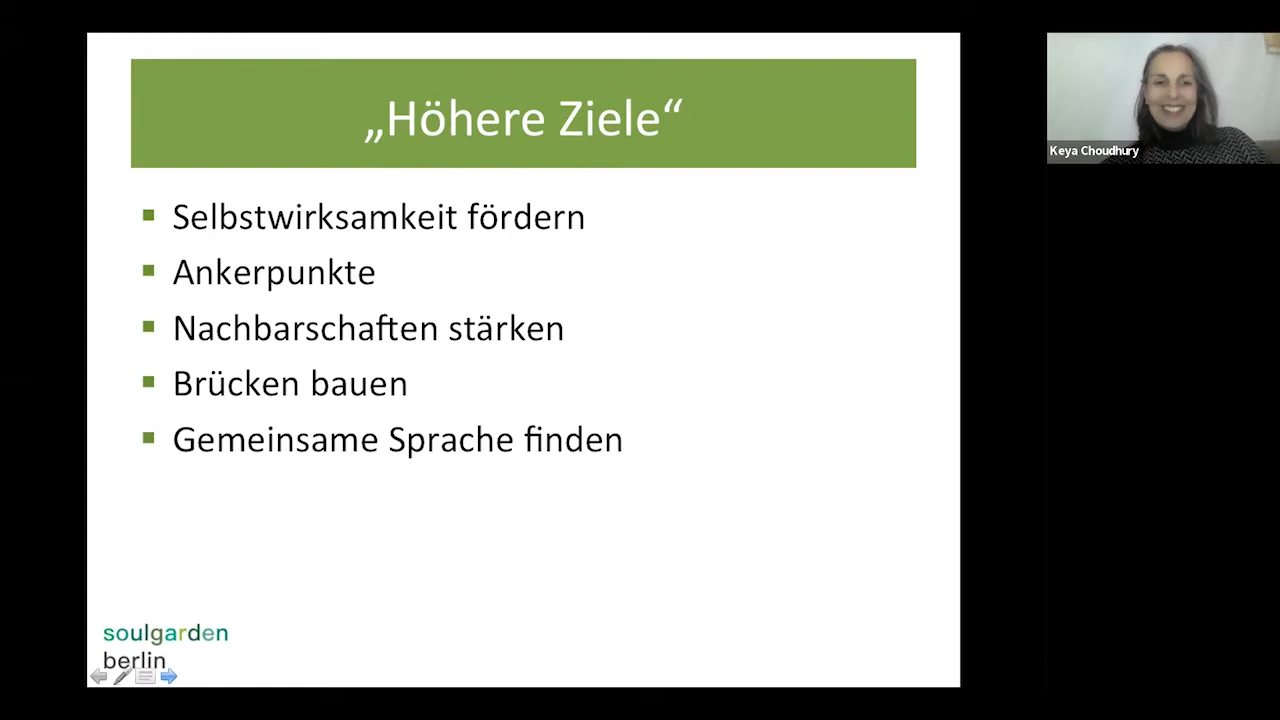 „Höhere Ziele“
Selbstwirksamkeit fördern
Ankerpunkte
Nachbarschaften stärken
Brücken bauen
Gemeinsame Sprache finden
soulgarden
berlin
Keya Choudhury